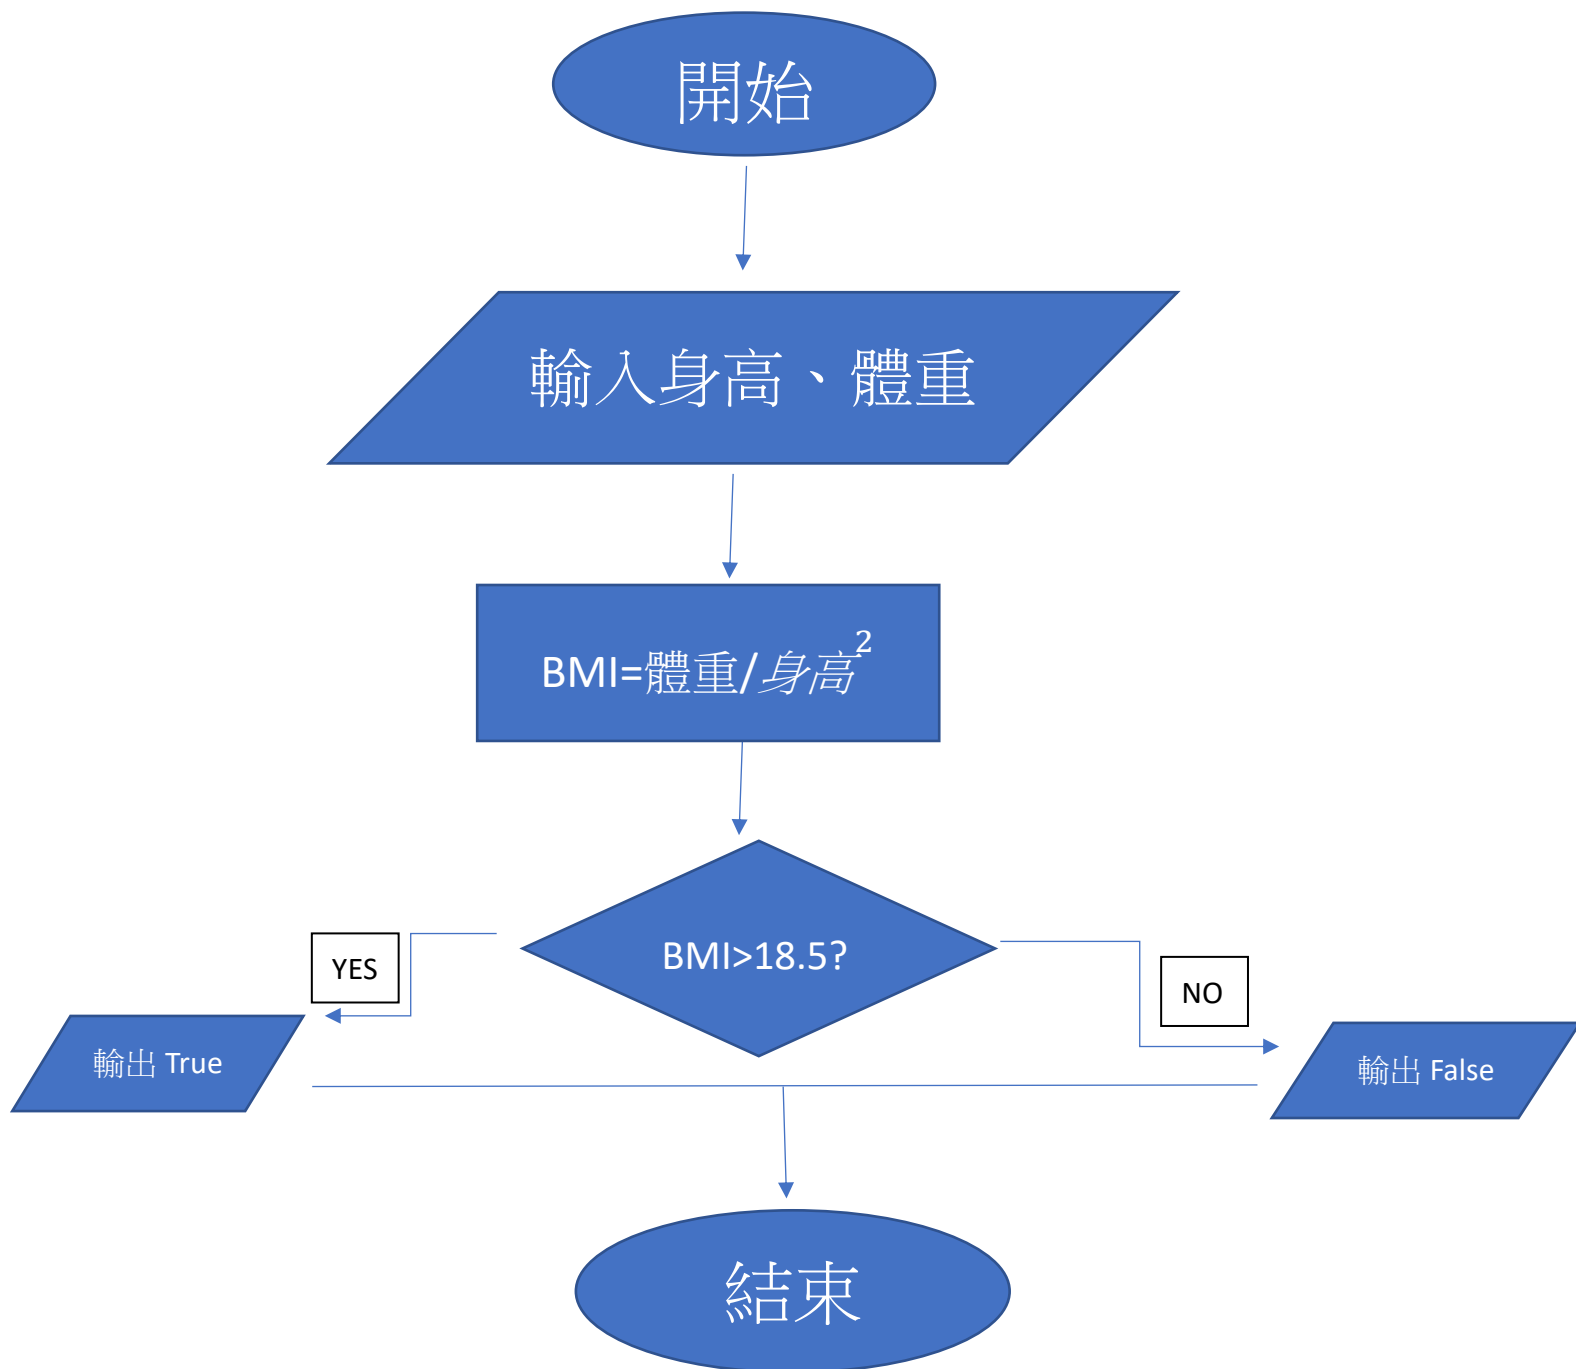 開始
輸入身高、體重
BMI=體重/身高²
BMI>18.5?
YES
NO
輸出 True
輸出 False
結束